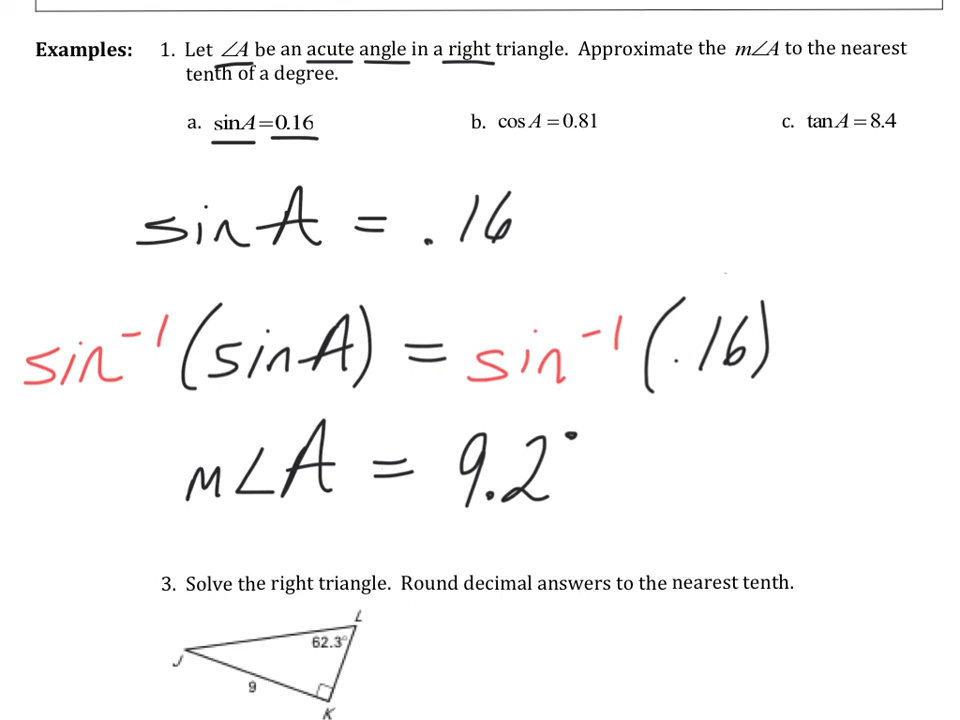 Examples: 1. Let ∠A be an acute angle in a right triangle. Approximate the m∠A to the nearest
tenth of a degree.
a. sinA=0.16 b. cos A=0.81 c. tan A=8.4
sin A = .16
sin⁻¹(sin A) = sin⁻¹(.16)
m∠A = 9.2°
3. Solve the right triangle. Round decimal answers to the nearest tenth.
L
62.3°
J
9
K